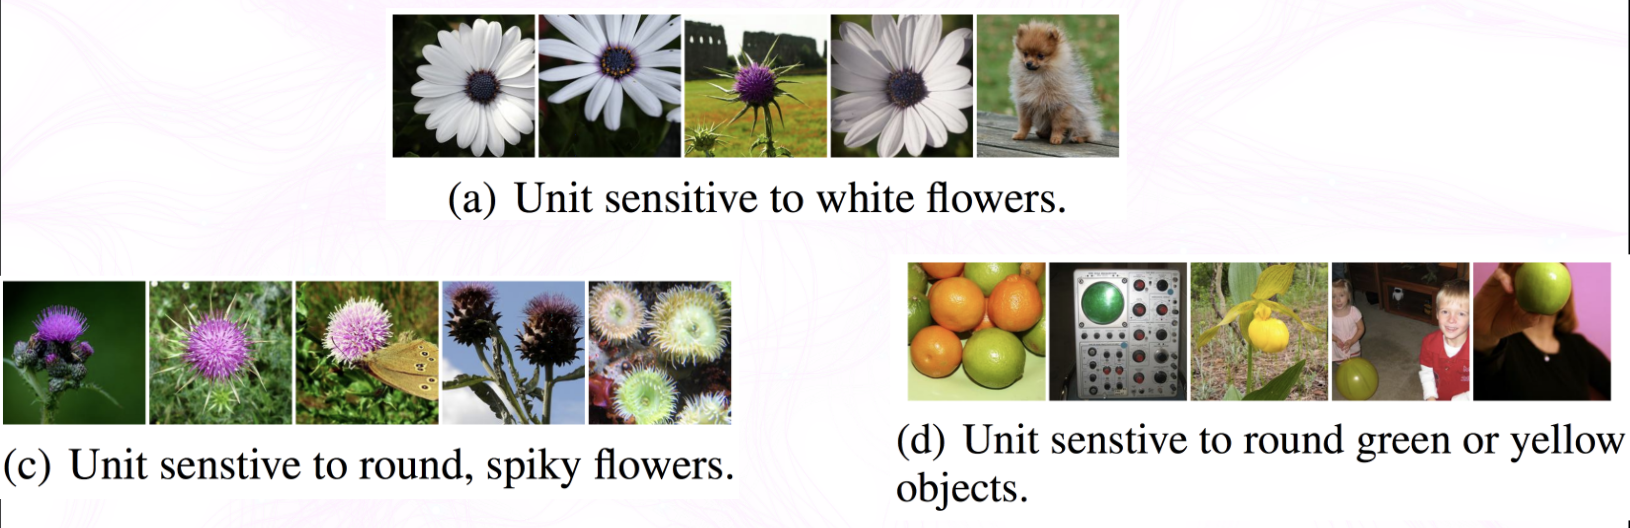 (a) Unit sensitive to white flowers.
(c) Unit senstive to round, spiky flowers.
(d) Unit senstive to round green or yellow
objects.